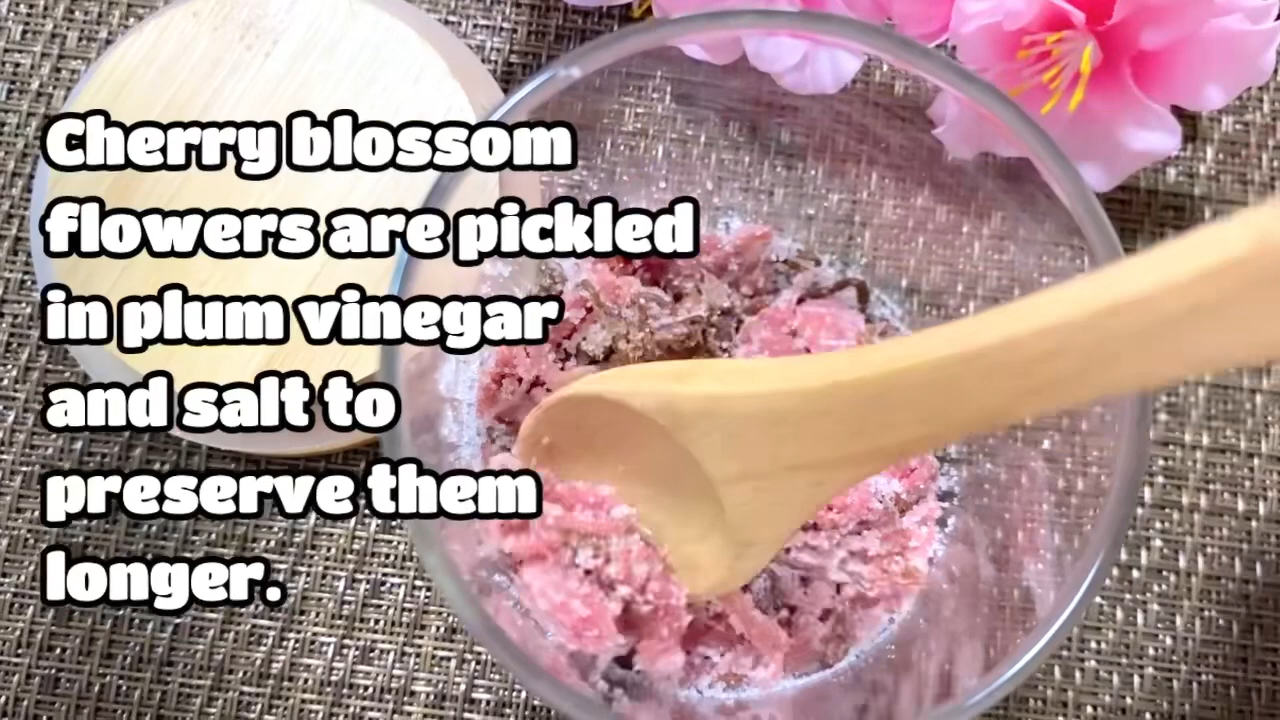 Cherry blossom
flowers are pickled
in plum vinegar
and salt to
preserve them
longer.